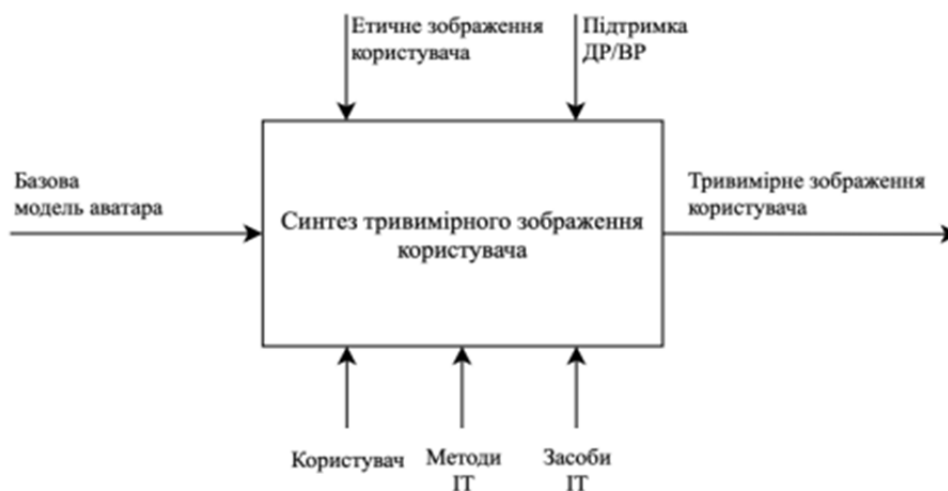 Етичне зображення
користувача
Підтримка
ДР/ВР
Базова
модель аватара
Синтез тривимірного зображення
користувача
Тривимірне зображення
користувача
Користувач
Методи
ІТ
Засоби
ІТ